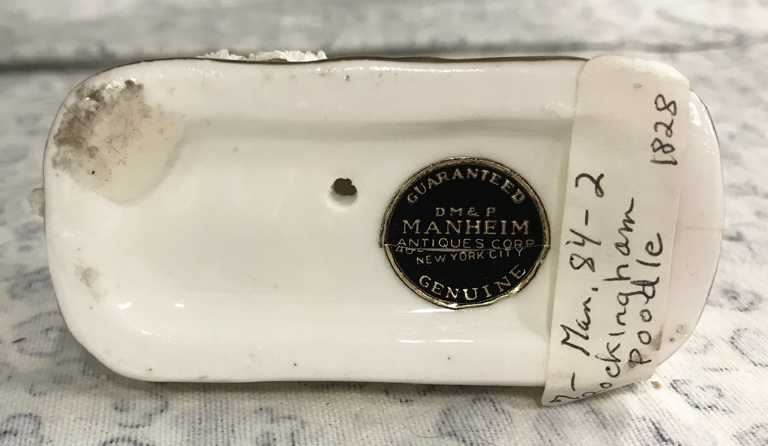 GUARANTEED
D M & P
MANHEIM
ANTIQUES CORP
NEW YORK CITY
GENUINE
Man. 84-2
Rockingham
Poodle
1828